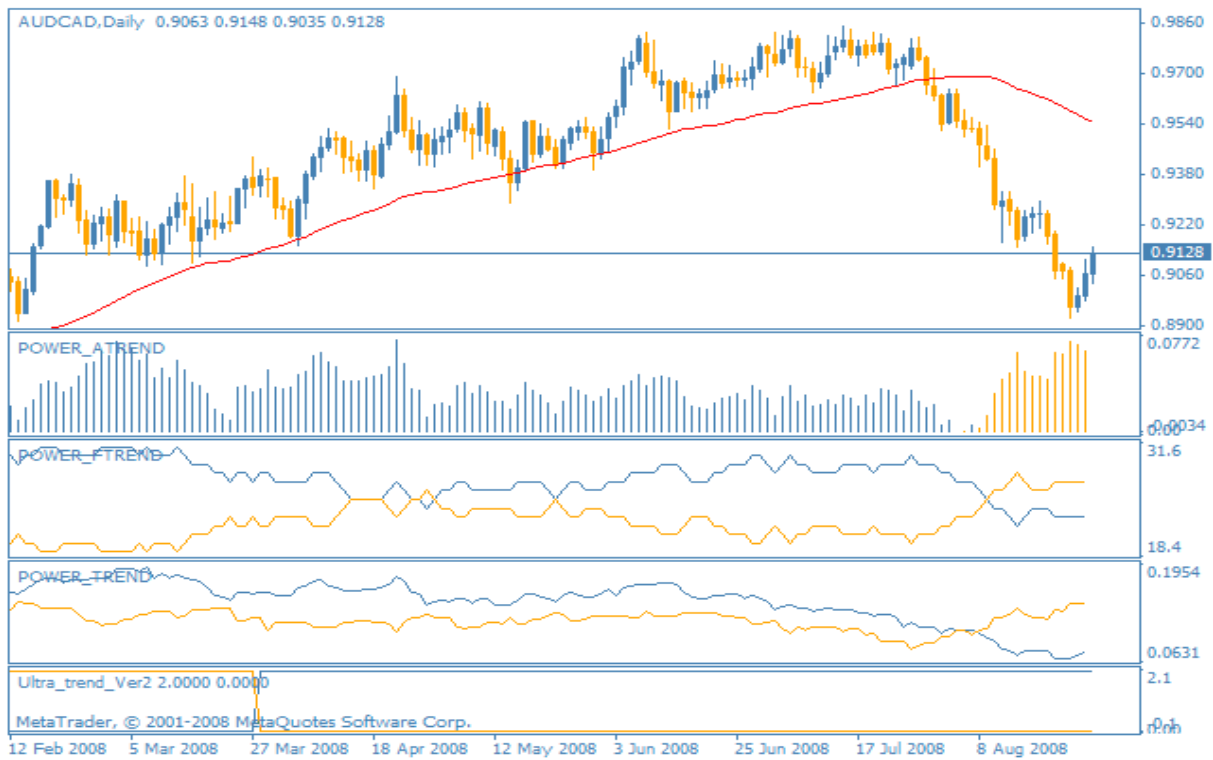 AUDCAD,Daily 0.9063 0.9148 0.9035 0.9128
0.9860
0.9700
0.9540
0.9380
0.9220
0.9128
0.9060
0.8900
POWER_ATREND
0.0772
-0.0034
0.00
POWER_FTREND
31.6
18.4
POWER_TREND
0.1954
0.0631
Ultra_trend_Ver2 2.0000 0.0000
2.1
-0.1
0.00
MetaTrader, © 2001-2008 MetaQuotes Software Corp.
12 Feb 2008 5 Mar 2008 27 Mar 2008 18 Apr 2008 12 May 2008 3 Jun 2008 25 Jun 2008 17 Jul 2008 8 Aug 2008